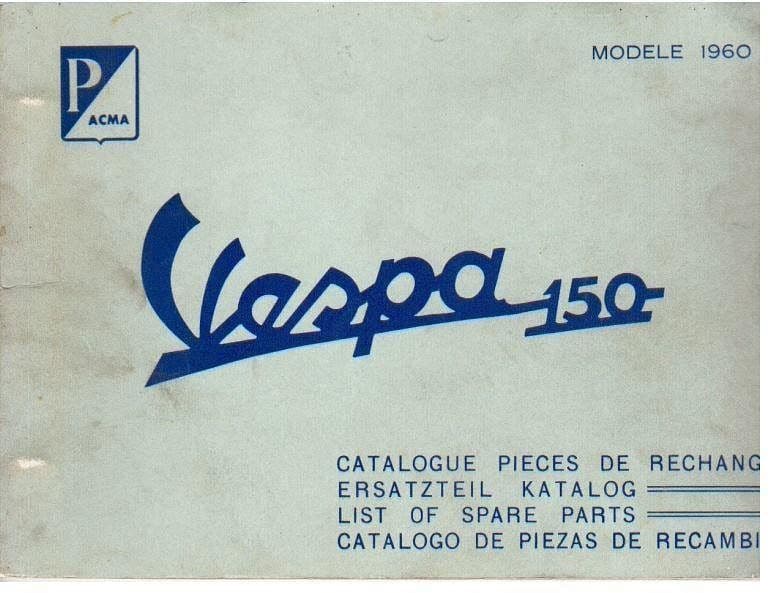 MODELE 1960
P
ACMA
Vespa 150
CATALOGUE PIECES DE RECHANG
ERSATZTEIL KATALOG
LIST OF SPARE PARTS
CATALOGO DE PIEZAS DE RECAMBI